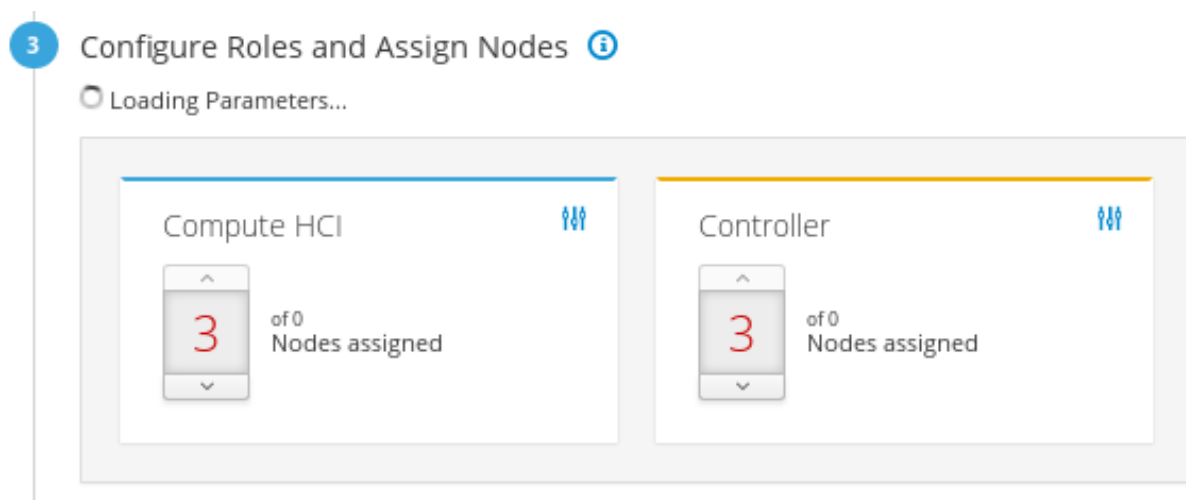 3
Configure Roles and Assign Nodes
Loading Parameters...
Compute HCI
3
of 0
Nodes assigned
Controller
3
of 0
Nodes assigned